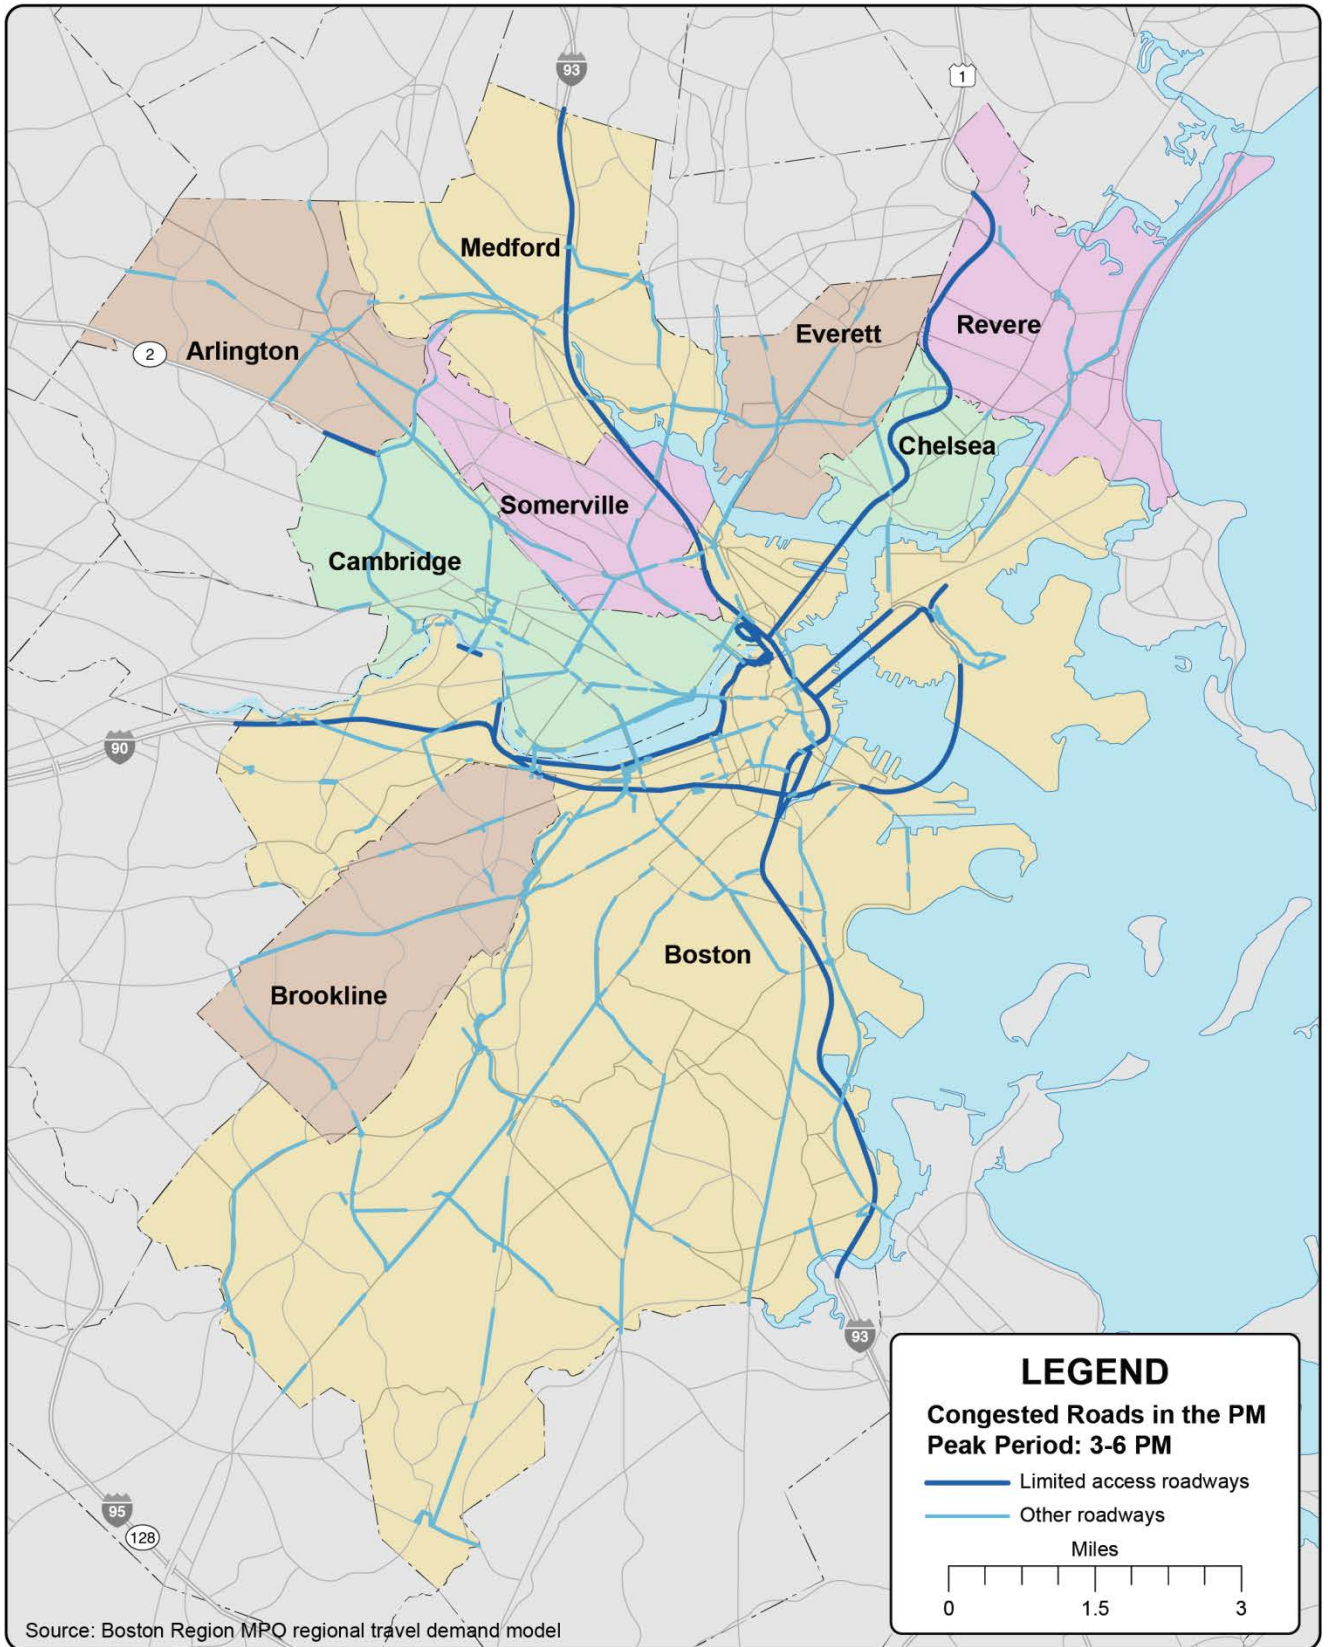 93
1
Medford
Everett
Revere
2
Arlington
Chelsea
Somerville
Cambridge
90
Boston
Brookline
93
LEGEND
Congested Roads in the PM
Peak Period: 3-6 PM
Limited access roadways
Other roadways
Miles
0 1.5 3
95
128
Source: Boston Region MPO regional travel demand model